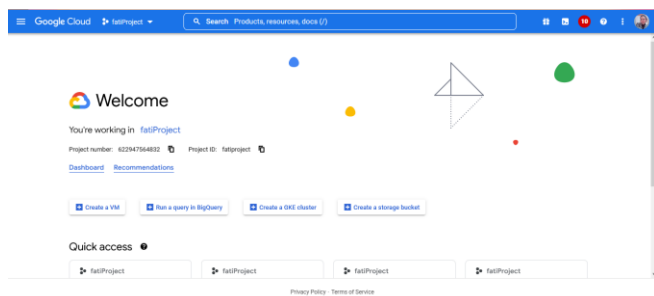 Google Cloud fatiProject Search Products, resources, docs (/) 10
Welcome
You're working in fatiProject
Project number: 622947564832 Project ID: fatiproject
Dashboard Recommendations
Create a VM Run a query in BigQuery Create a GKE cluster Create a storage bucket
Quick access
fatiProject fatiProject fatiProject fatiProject
Privacy Policy · Terms of Service